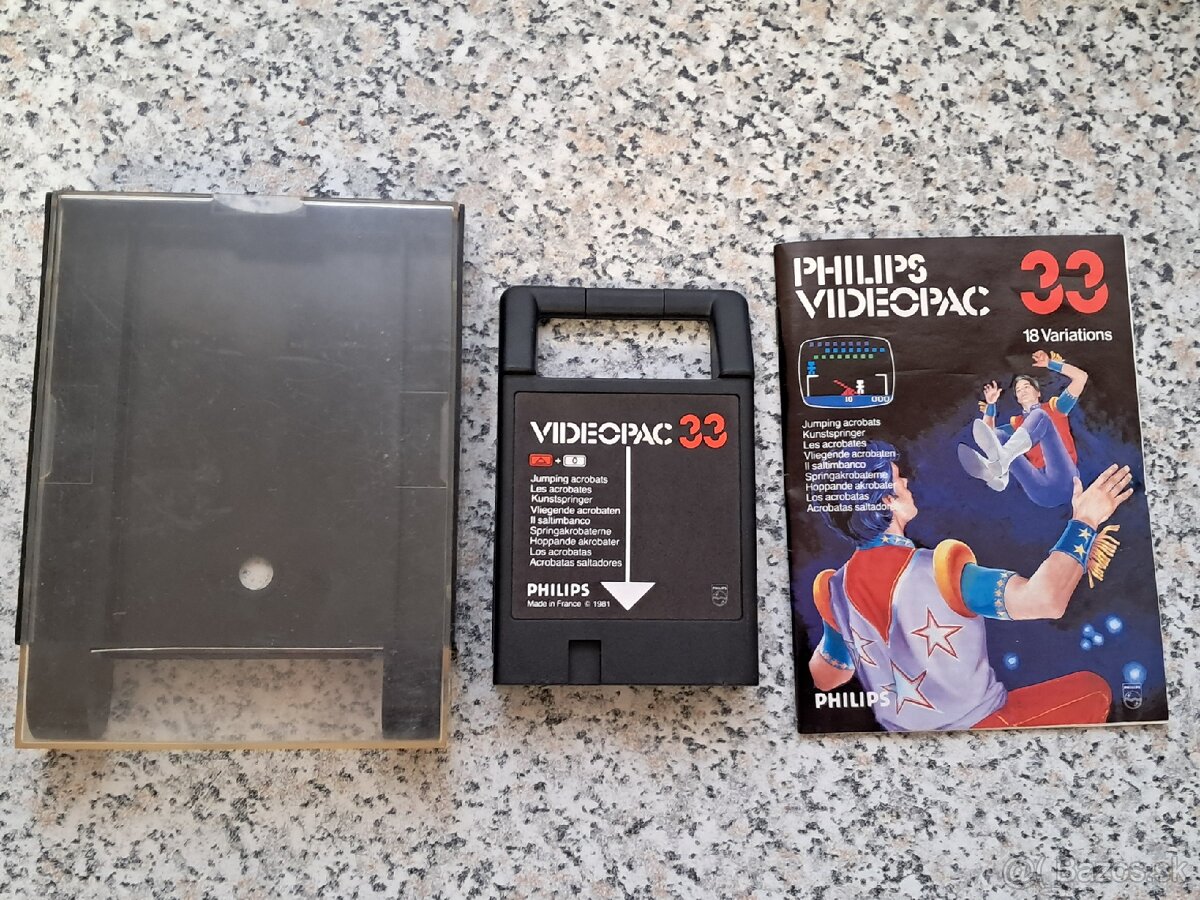 VIDEOPAC 33
Jumping acrobats
Les acrobates
Kunstspringer
Vliegende acrobaten
Il saltimbanco
Springakrobaterne
Hoppande akrobater
Los acrobatas
Acrobatas saltadores
PHILIPS
Made in France © 1981
PHILIPS
VIDEOPAC 33
18 Variations
Jumping acrobats
Kunstspringer
Les acrobates
Vliegende acrobaten
Il saltimbanco
Springakrobaterne
Hoppande akrobater
Los acrobatas
Acrobatas saltadores
PHILIPS
Bazos.sk